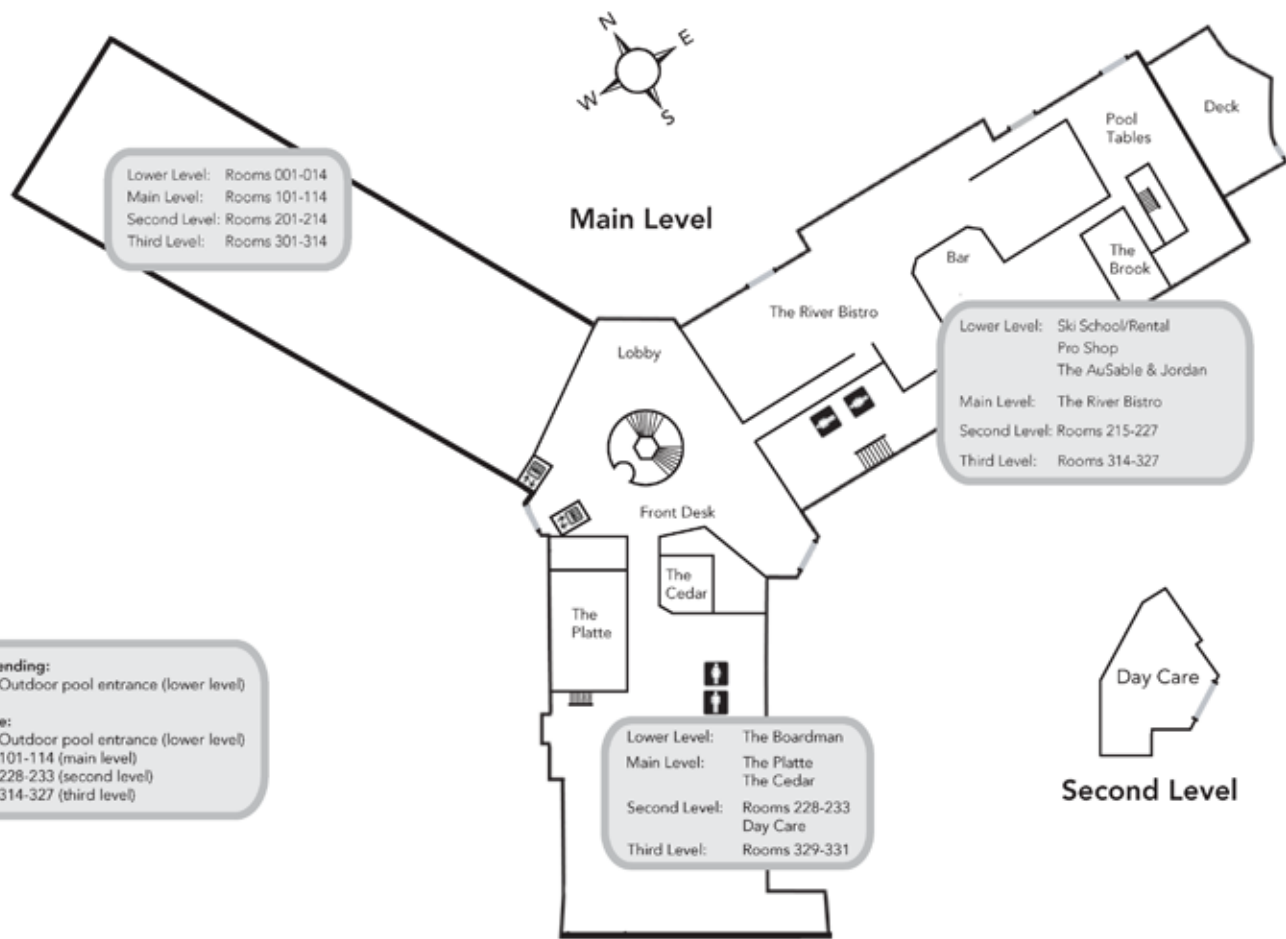 N
E
W
S
Main Level
Lower Level: Rooms 001-014
Main Level: Rooms 101-114
Second Level: Rooms 201-214
Third Level: Rooms 301-314
Deck
Pool
Tables
The
Brook
Bar
The River Bistro
Lobby
Front Desk
Lower Level: Ski School/Rental
Pro Shop
The AuSable & Jordan
Main Level: The River Bistro
Second Level: Rooms 215-227
Third Level: Rooms 314-327
The
Cedar
The
Platte
Outdoor pool entrance (lower level)
Outdoor pool entrance (lower level)
101-114 (main level)
228-233 (second level)
314-327 (third level)
Lower Level: The Boardman
Main Level: The Platte
The Cedar
Second Level: Rooms 228-233
Day Care
Third Level: Rooms 329-331
Day Care
Second Level